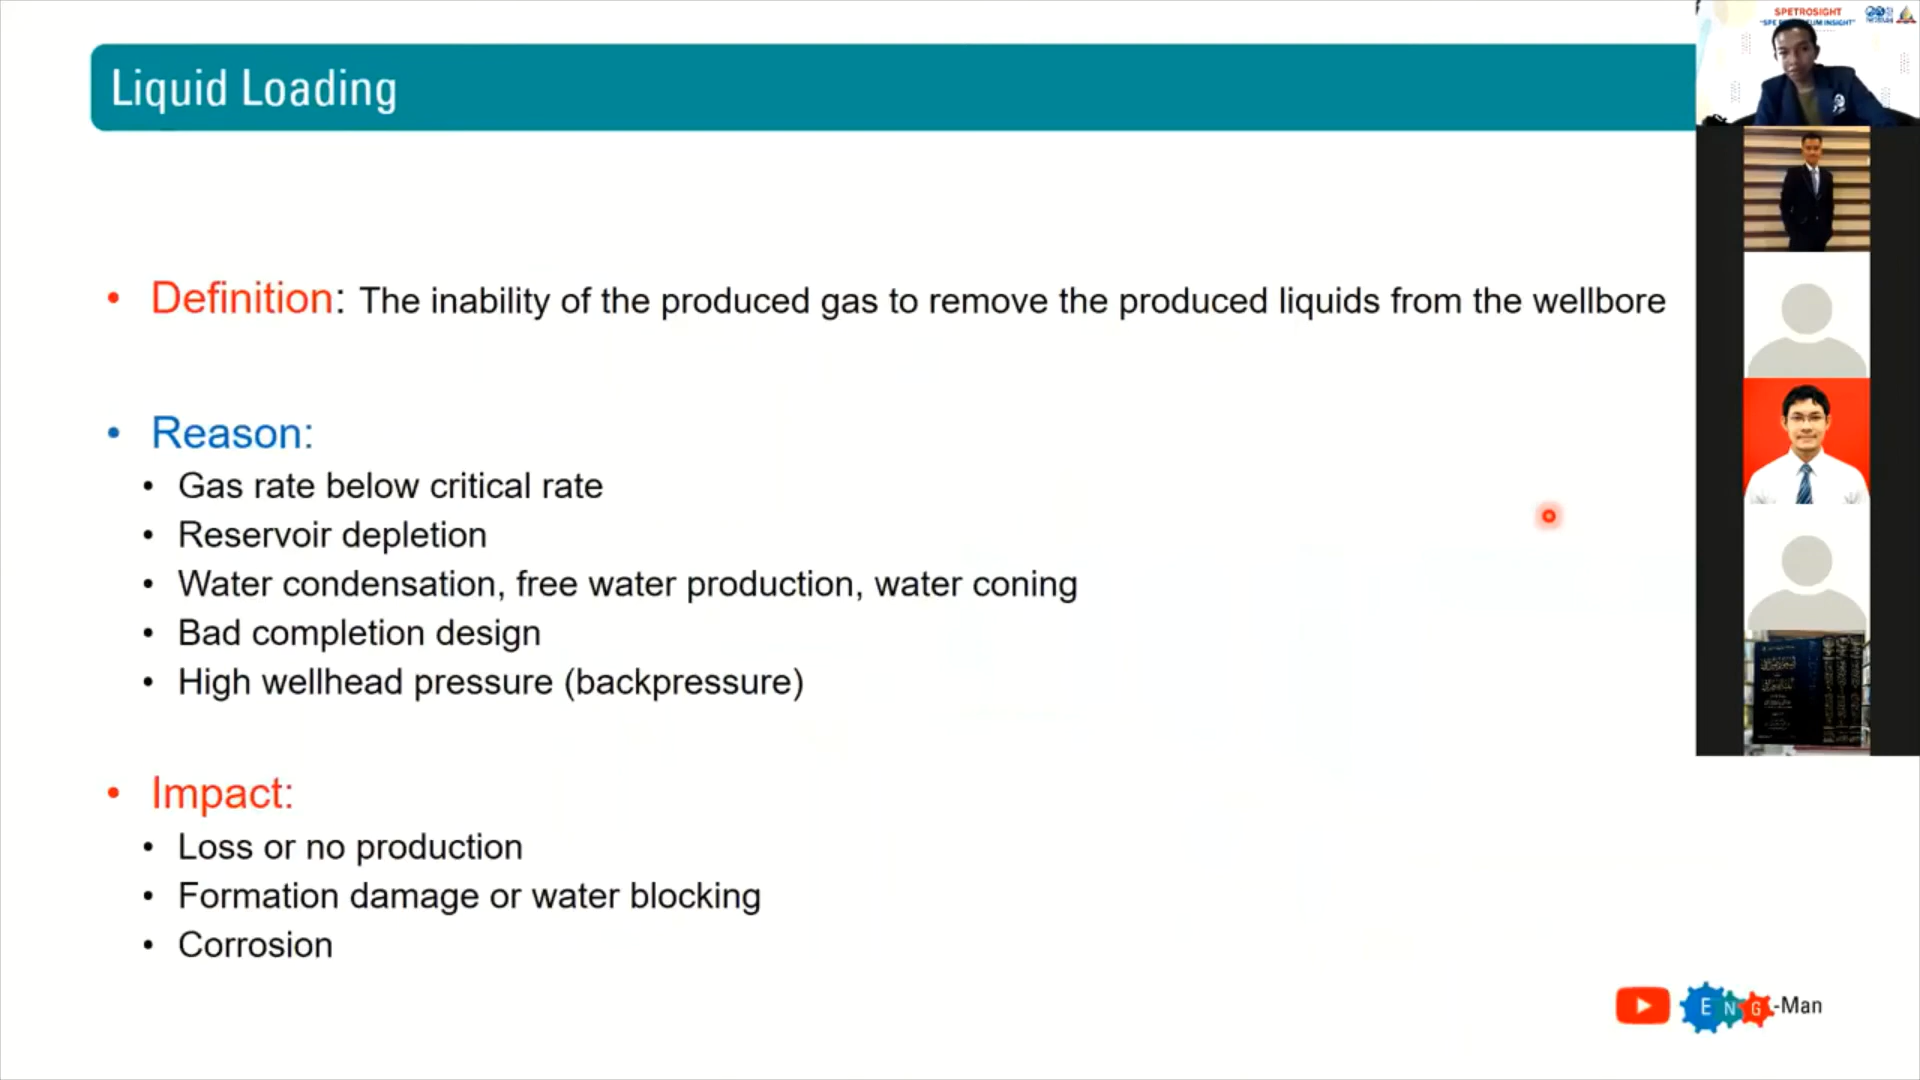 Liquid Loading
SPETROSIGHT
• Definition: The inability of the produced gas to remove the produced liquids from the wellbore
• Reason:
• Gas rate below critical rate
• Reservoir depletion
• Water condensation, free water production, water coning
• Bad completion design
• High wellhead pressure (backpressure)
• Impact:
• Loss or no production
• Formation damage or water blocking
• Corrosion
ENG-Man